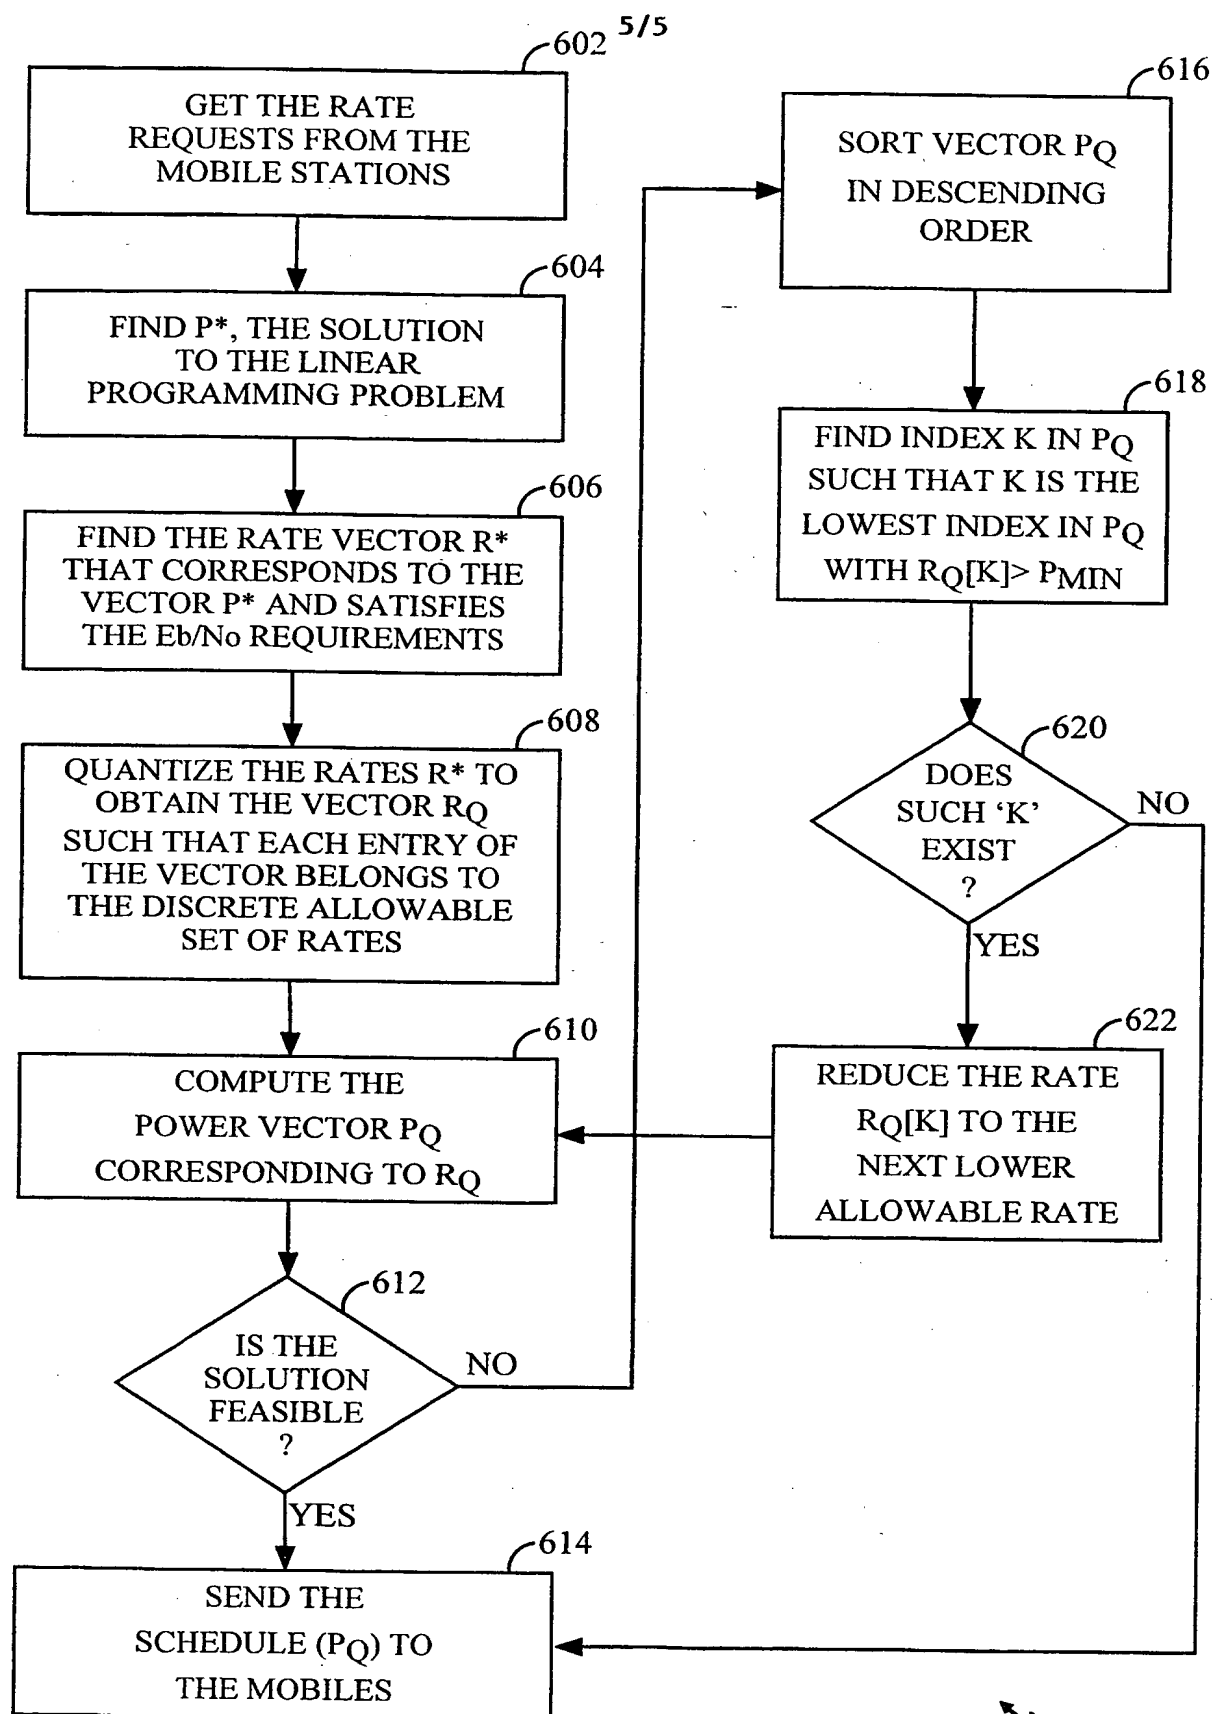 5/5
602
GET THE RATE
REQUESTS FROM THE
MOBILE STATIONS
604
FIND P*, THE SOLUTION
TO THE LINEAR
PROGRAMMING PROBLEM
606
FIND THE RATE VECTOR R*
THAT CORRESPONDS TO THE
VECTOR P* AND SATISFIES
THE Eb/No REQUIREMENTS
608
QUANTIZE THE RATES R* TO
OBTAIN THE VECTOR RQ
SUCH THAT EACH ENTRY OF
THE VECTOR BELONGS TO
THE DISCRETE ALLOWABLE
SET OF RATES
610
COMPUTE THE
POWER VECTOR PQ
CORRESPONDING TO RQ
612
IS THE
SOLUTION
FEASIBLE
?
NO
YES
614
SEND THE
SCHEDULE (PQ) TO
THE MOBILES
616
SORT VECTOR PQ
IN DESCENDING
ORDER
618
FIND INDEX K IN PQ
SUCH THAT K IS THE
LOWEST INDEX IN PQ
WITH RQ[K]> PMIN
620
DOES
SUCH ‘K’
EXIST
?
NO
YES
622
REDUCE THE RATE
RQ[K] TO THE
NEXT LOWER
ALLOWABLE RATE